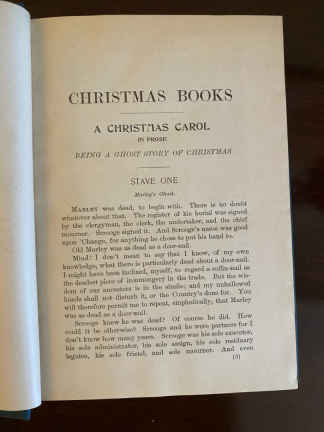 CHRISTMAS BOOKS
A CHRISTMAS CAROL
IN PROSE
BEING A GHOST STORY OF CHRISTMAS
STAVE ONE
Marley's Ghost.
MARLEY was dead, to begin with. There is no doubt
whatever about that. The register of his burial was signed
by the clergyman, the clerk, the undertaker, and the chief
mourner. Scrooge signed it. And Scrooge's name was good
upon 'Change, for anything he chose to put his hand to.
Old Marley was as dead as a door-nail.
Mind! I don't mean to say that I know, of my own
knowledge, what there is particularly dead about a door-nail.
I might have been inclined, myself, to regard a coffin-nail as
the deadest piece of ironmongery in the trade. But the wis-
dom of our ancestors is in the simile; and my unhallowed
hands shall not disturb it, or the Country's done for. You
will therefore permit me to repeat, emphatically, that Marley
was as dead as a door-nail.
Scrooge knew he was dead? Of course he did. How
could it be otherwise? Scrooge and he were partners for I
don't know how many years. Scrooge was his sole executor,
his sole administrator, his sole assign, his sole residuary
legatee, his sole friend, and sole mourner. And even